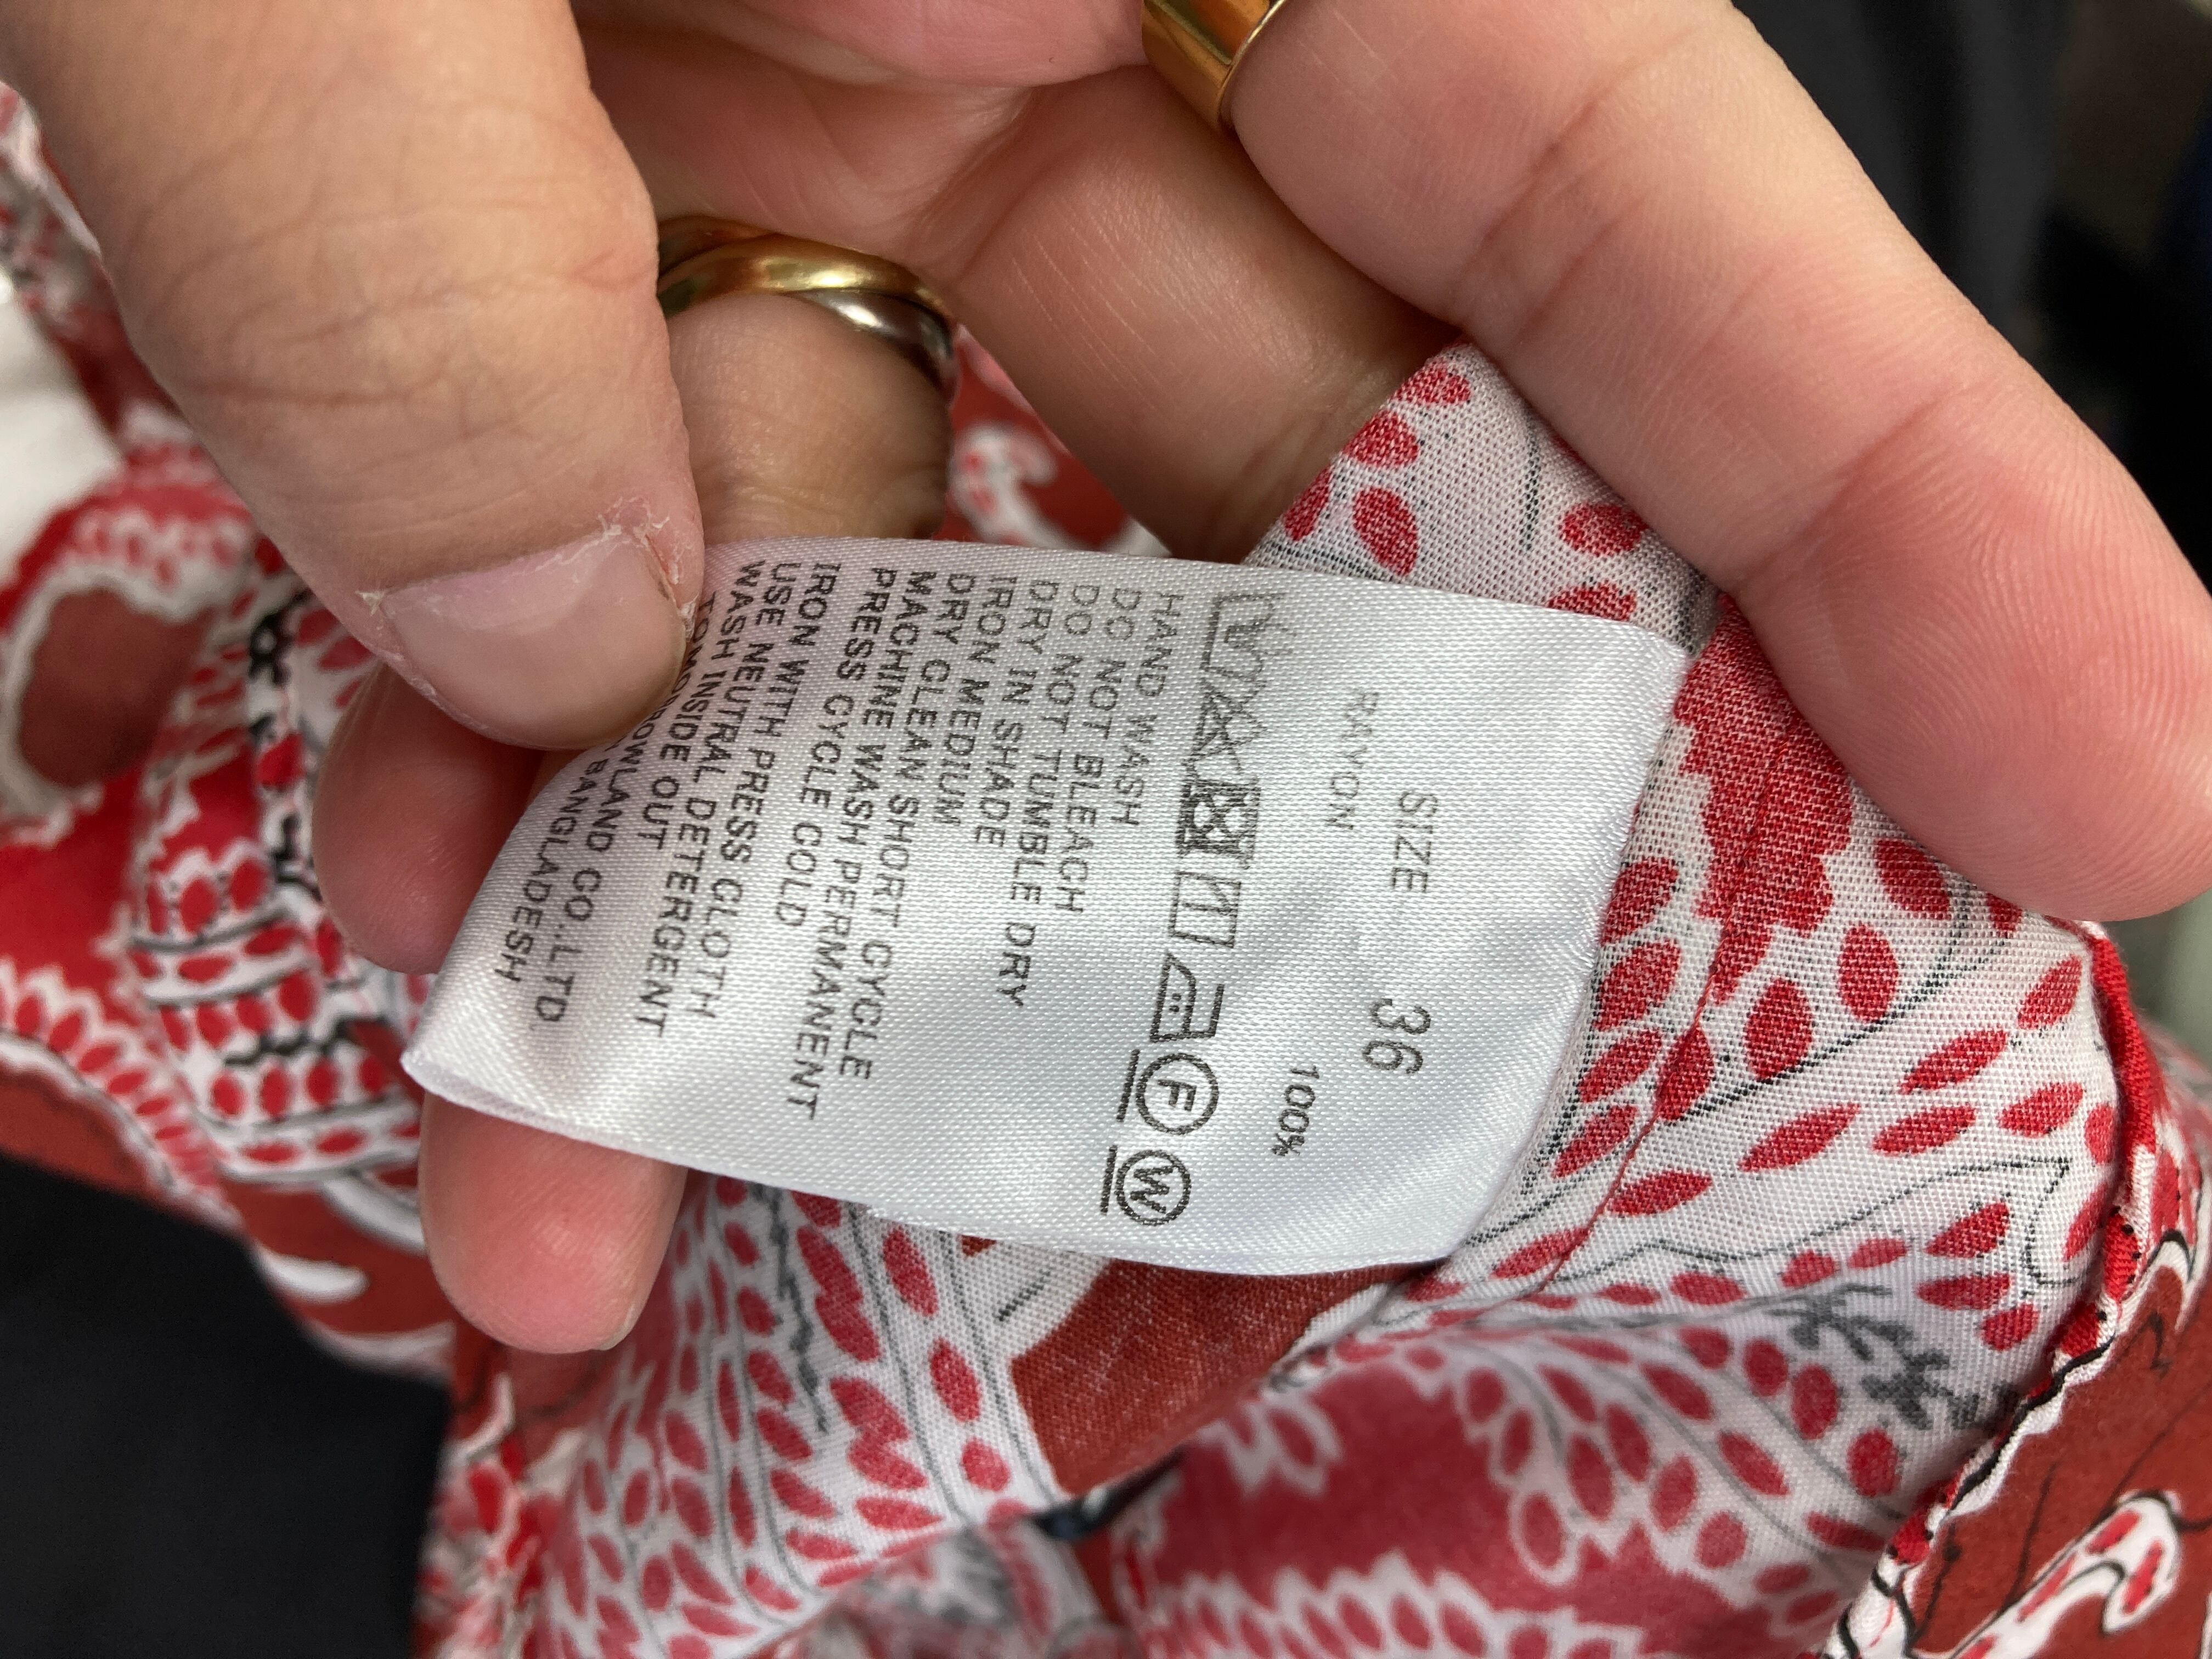 SIZE 36
RAYON 100%
F W
HAND WASH
DO NOT BLEACH
DO NOT TUMBLE DRY
DRY IN SHADE
IRON MEDIUM
DRY CLEAN SHORT CYCLE
MACHINE WASH PERMANENT
PRESS CYCLE COLD
IRON WITH PRESS CLOTH
USE NEUTRAL DETERGENT
WASH INSIDE OUT
CO.,LTD.
BANGLADESH